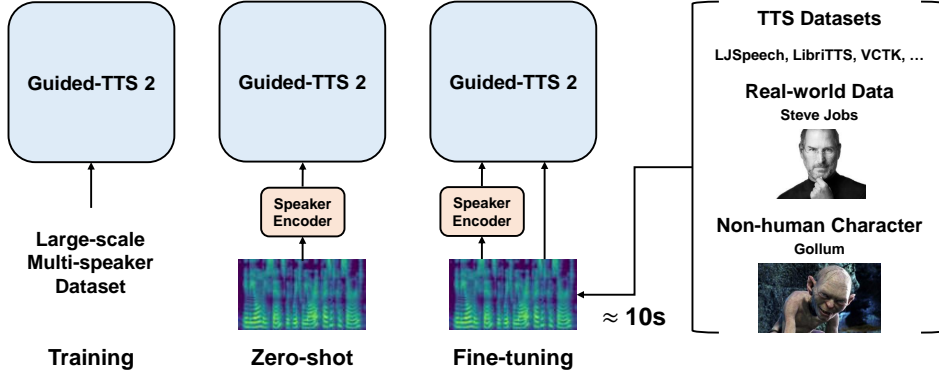 Guided-TTS 2
Guided-TTS 2
Guided-TTS 2
TTS Datasets
LJSpeech, LibriTTS, VCTK, …
Real-world Data
Steve Jobs
Speaker
Encoder
Speaker
Encoder
Large-scale
Multi-speaker
Dataset
Non-human Character
Gollum
≈ 10s
Training
Zero-shot
Fine-tuning